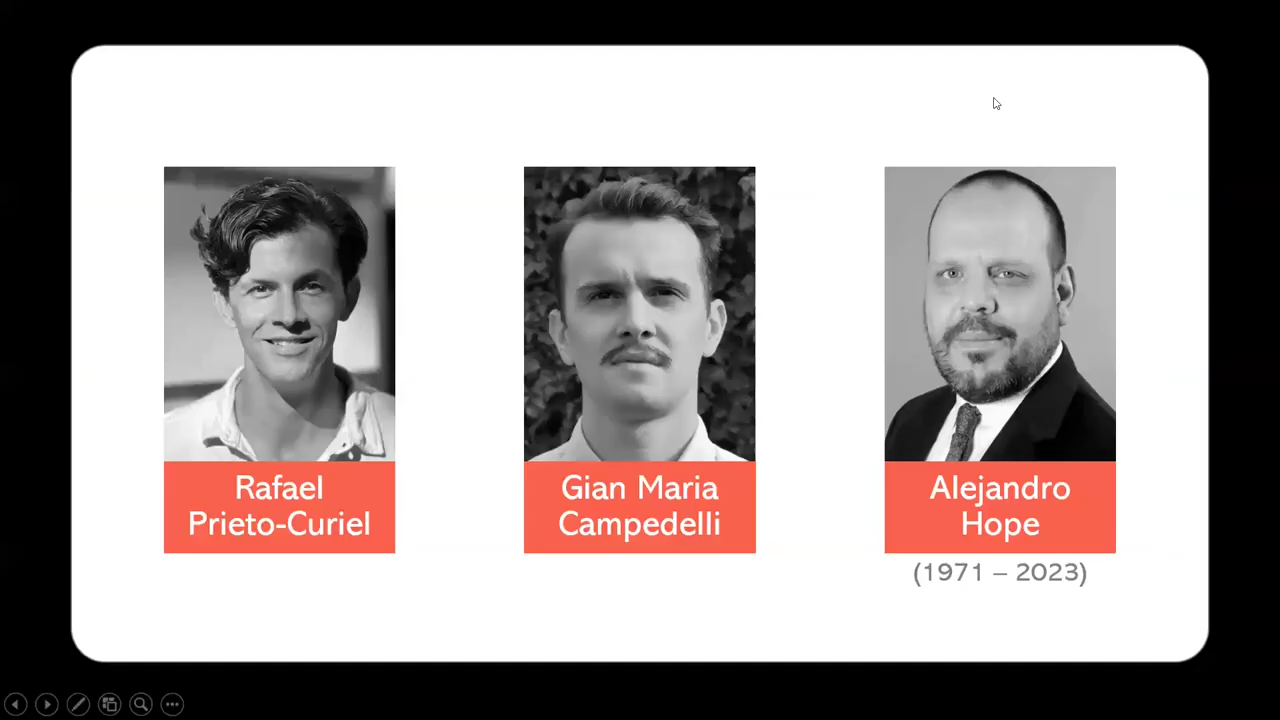 Rafael
Prieto-Curiel
Gian Maria
Campedelli
Alejandro
Hope
(1971 – 2023)